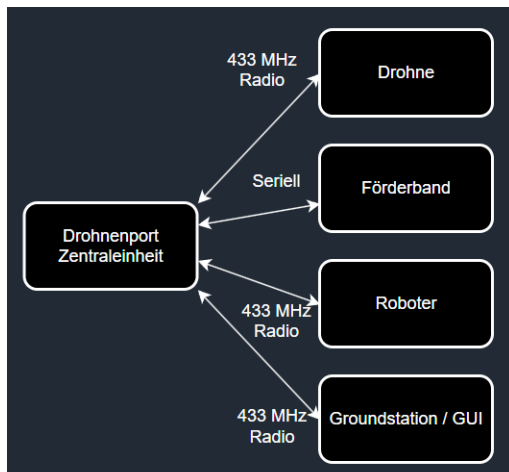 433 MHz
Radio
Drohne
Seriell
Förderband
Drohnenport
Zentraleinheit
433 MHz
Radio
Roboter
433 MHz
Radio
Groundstation / GUI